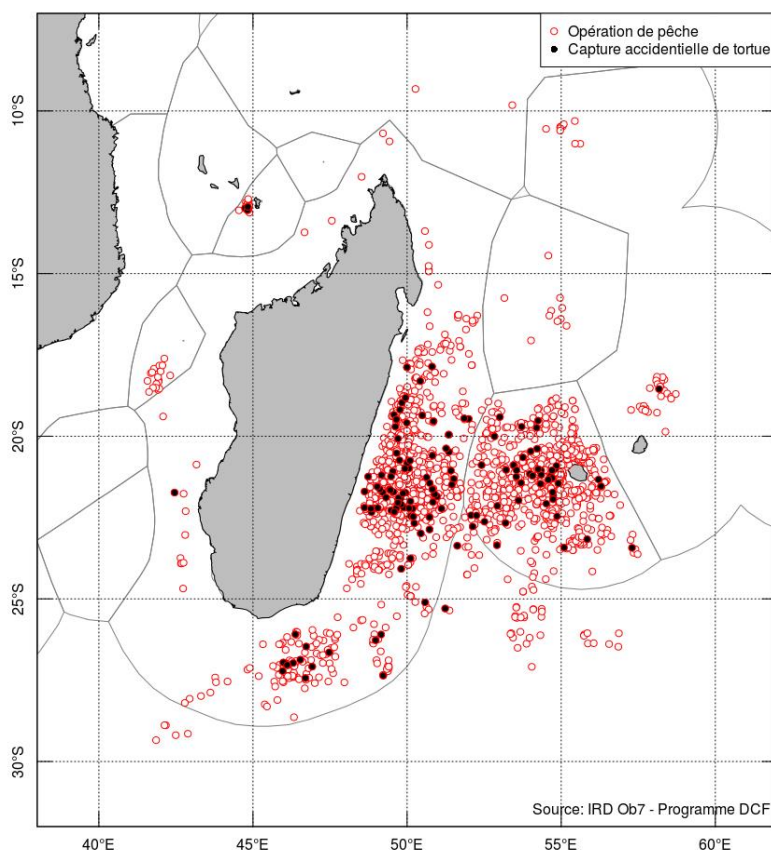 Opération de pêche
Capture accidentielle de tortue
10°S
15°S
20°S
25°S
30°S
Source: IRD Ob7 - Programme DCF
40°E
45°E
50°E
55°E
60°E